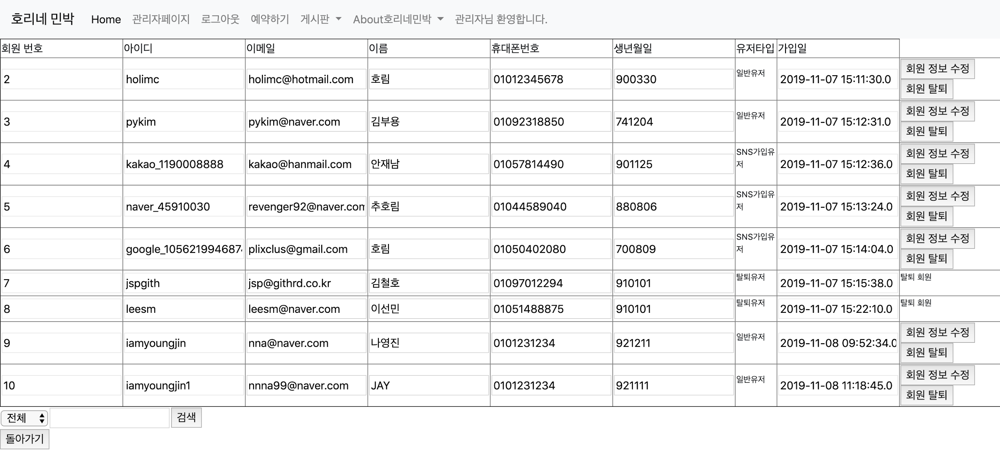 호리네 민박 Home 관리자페이지 로그아웃 예약하기 게시판 About호리네민박 관리자님 환영합니다.
회원 번호 아이디 이메일 이름 휴대폰번호 생년월일 유저타입 가입일
2 holimc holimc@hotmail.com 호림 01012345678 900330 일반유저 2019-11-07 15:11:30.0 회원 정보 수정
회원 탈퇴
3 pykim pykim@naver.com 김부용 01092318850 741204 일반유저 2019-11-07 15:12:31.0 회원 정보 수정
회원 탈퇴
4 kakao_1190008888 kakao@hanmail.com 안재남 01057814490 901125 SNS가입유저 2019-11-07 15:12:36.0 회원 정보 수정
회원 탈퇴
5 naver_45910030 revenger92@naver.com 추호림 01044589040 880806 SNS가입유저 2019-11-07 15:13:24.0 회원 정보 수정
회원 탈퇴
6 google_105621994687 plixclus@gmail.com 호림 01050402080 700809 SNS가입유저 2019-11-07 15:14:04.0 회원 정보 수정
회원 탈퇴
7 jspgith jsp@githrd.co.kr 김철호 01097012294 910101 탈퇴유저 2019-11-07 15:15:38.0 탈퇴 회원
8 leesm leesm@naver.com 이선민 01051488875 910101 탈퇴유저 2019-11-07 15:22:10.0 탈퇴 회원
9 iamyoungjin nna@naver.com 나영진 0101231234 921211 일반유저 2019-11-08 09:52:34.0 회원 정보 수정
회원 탈퇴
10 iamyoungjin1 nnna99@naver.com JAY 0101231234 921111 일반유저 2019-11-08 11:18:45.0 회원 정보 수정
회원 탈퇴
전체 검색
돌아가기